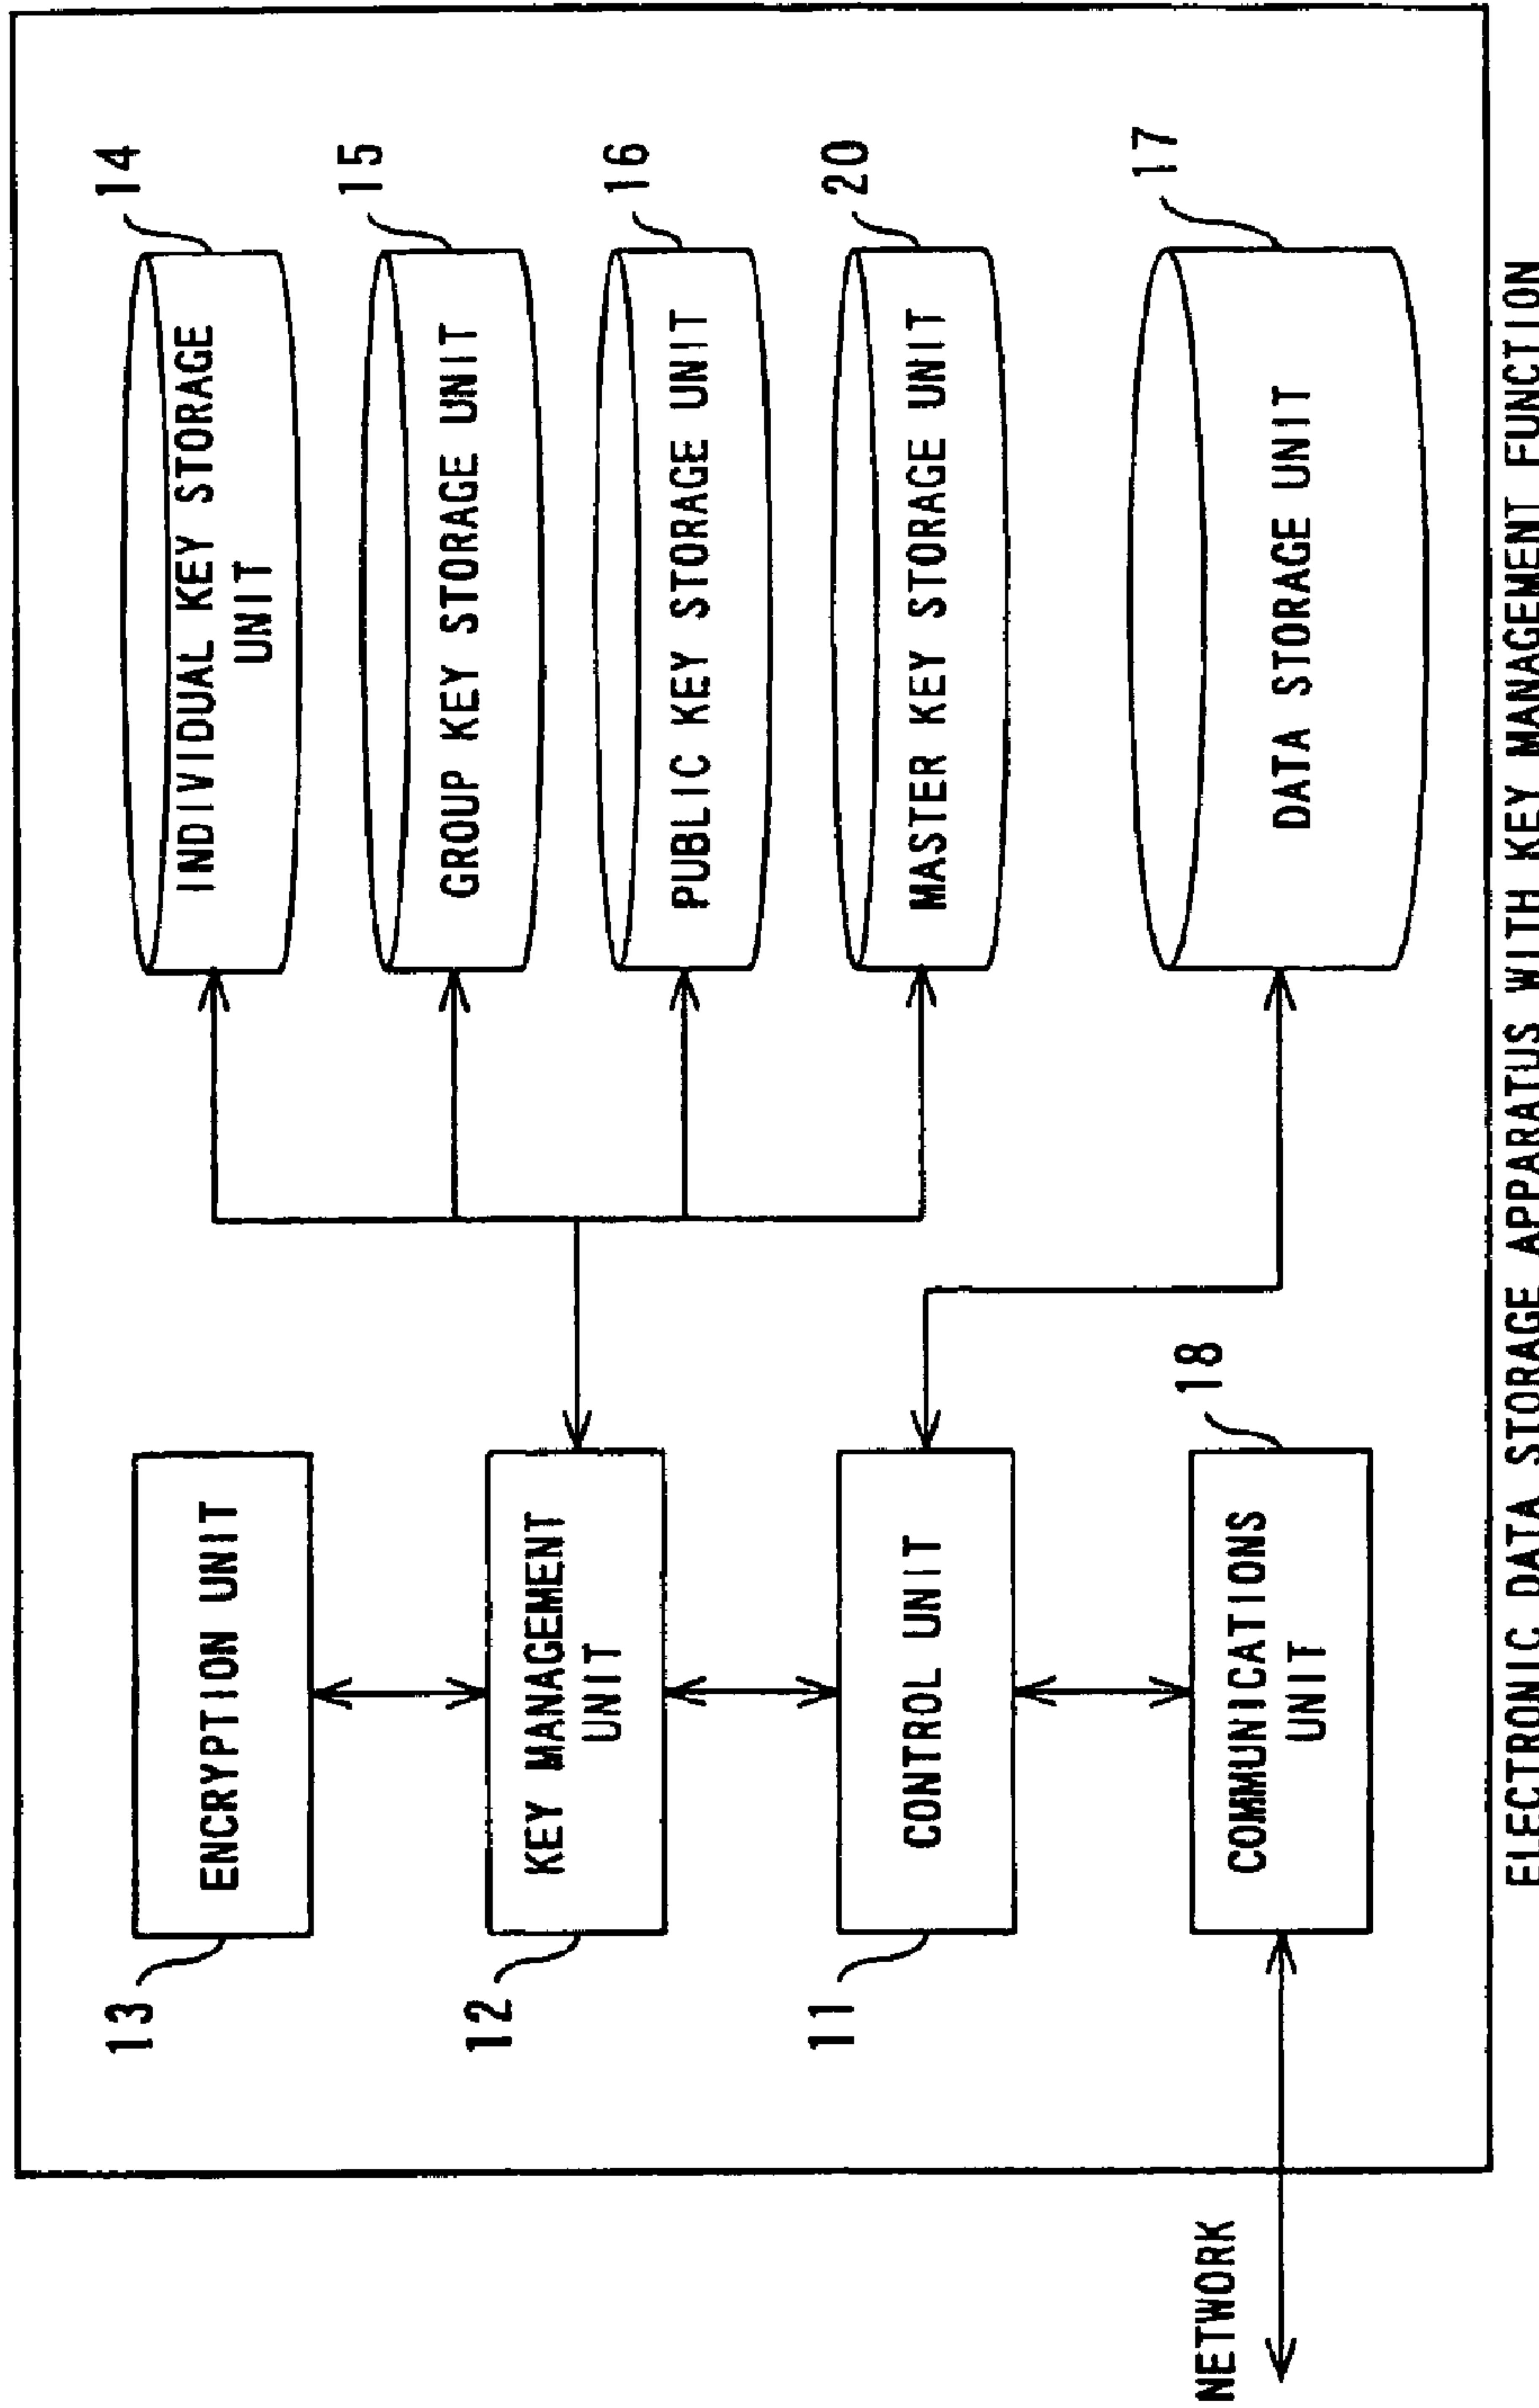 13
ENCRYPTION UNIT
12
KEY MANAGEMENT
UNIT
11
CONTROL UNIT
18
COMMUNICATIONS
UNIT
NETWORK
14
INDIVIDUAL KEY STORAGE
UNIT
15
GROUP KEY STORAGE UNIT
16
PUBLIC KEY STORAGE UNIT
20
MASTER KEY STORAGE UNIT
17
DATA STORAGE UNIT
ELECTRONIC DATA STORAGE APPARATUS WITH KEY MANAGEMENT FUNCTION